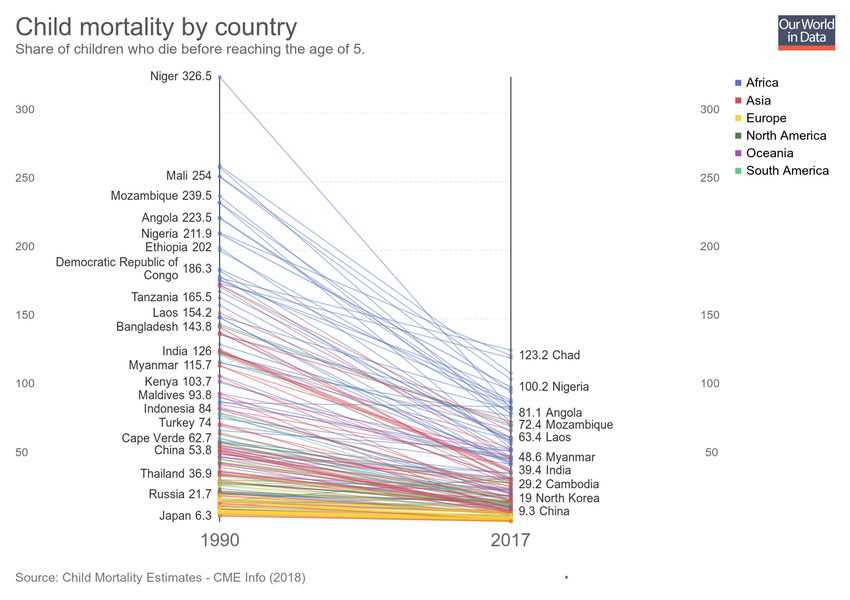 Child mortality by country
Share of children who die before reaching the age of 5.
Our World
in Data
Niger 326.5
300
Mali 254
250
Mozambique 239.5
Angola 223.5
Nigeria 211.9
Ethiopia 202
200
Democratic Republic of
Congo 186.3
Tanzania 165.5
Laos 154.2
150
Bangladesh 143.8
India 126
Myanmar 115.7
Kenya 103.7
100
Maldives 93.8
Indonesia 84
Turkey 74
Cape Verde 62.7
China 53.8
50
Thailand 36.9
Russia 21.7
Japan 6.3
1990
123.2 Chad
100.2 Nigeria
81.1 Angola
72.4 Mozambique
63.4 Laos
48.6 Myanmar
39.4 India
29.2 Cambodia
19 North Korea
9.3 China
2017
300
250
200
150
100
50
Africa
Asia
Europe
North America
Oceania
South America
Source: Child Mortality Estimates - CME Info (2018)
•